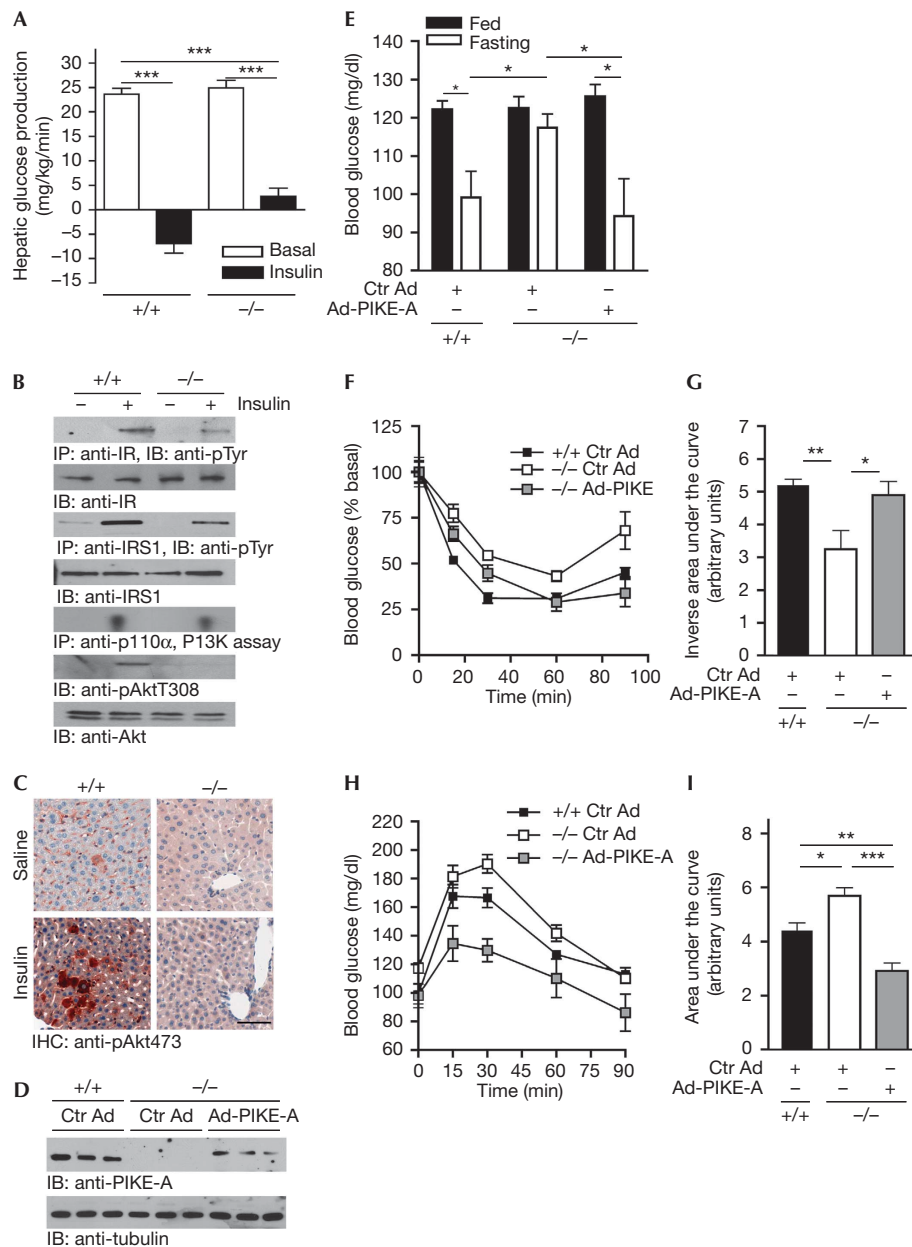 A
Hepatic glucose production
(mg/kg/min)
30
25
20
15
10
5
0
−5
−10
−15
***
***
***
Basal
Insulin
+/+
−/−
E
Fed
Fasting
Blood glucose (mg/dl)
130
120
110
100
90
80
*
*
*
*
Ctr Ad + + −
Ad-PIKE-A − − +
+/+
−/−
B
+/+ −/−
− + − + Insulin
IP: anti-IR, IB: anti-pTyr
IB: anti-IR
IP: anti-IRS1, IB: anti-pTyr
IB: anti-IRS1
IP: anti-p110α, P13K assay
IB: anti-pAktT308
IB: anti-Akt
F
Blood glucose (% basal)
125
100
75
50
25
0
0 20 40 60 80 100
Time (min)
+/+ Ctr Ad
−/− Ctr Ad
−/− Ad-PIKE
G
Inverse area under the curve
(arbitrary units)
7
6
5
4
3
2
1
0
**
*
Ctr Ad + + −
Ad-PIKE-A − − +
+/+
−/−
C
+/+ −/−
Saline
Insulin
IHC: anti-pAkt473
H
Blood glucose (mg/dl)
220
200
180
160
140
120
100
80
60
0 15 30 45 60 75 90
Time (min)
+/+ Ctr Ad
−/− Ctr Ad
−/− Ad-PIKE-A
I
Area under the curve
(arbitrary units)
8
6
4
2
0
**
*
***
Ctr Ad + + −
Ad-PIKE-A − − +
+/+
−/−
D
+/+ −/−
Ctr Ad Ctr Ad Ad-PIKE-A
IB: anti-PIKE-A
IB: anti-tubulin